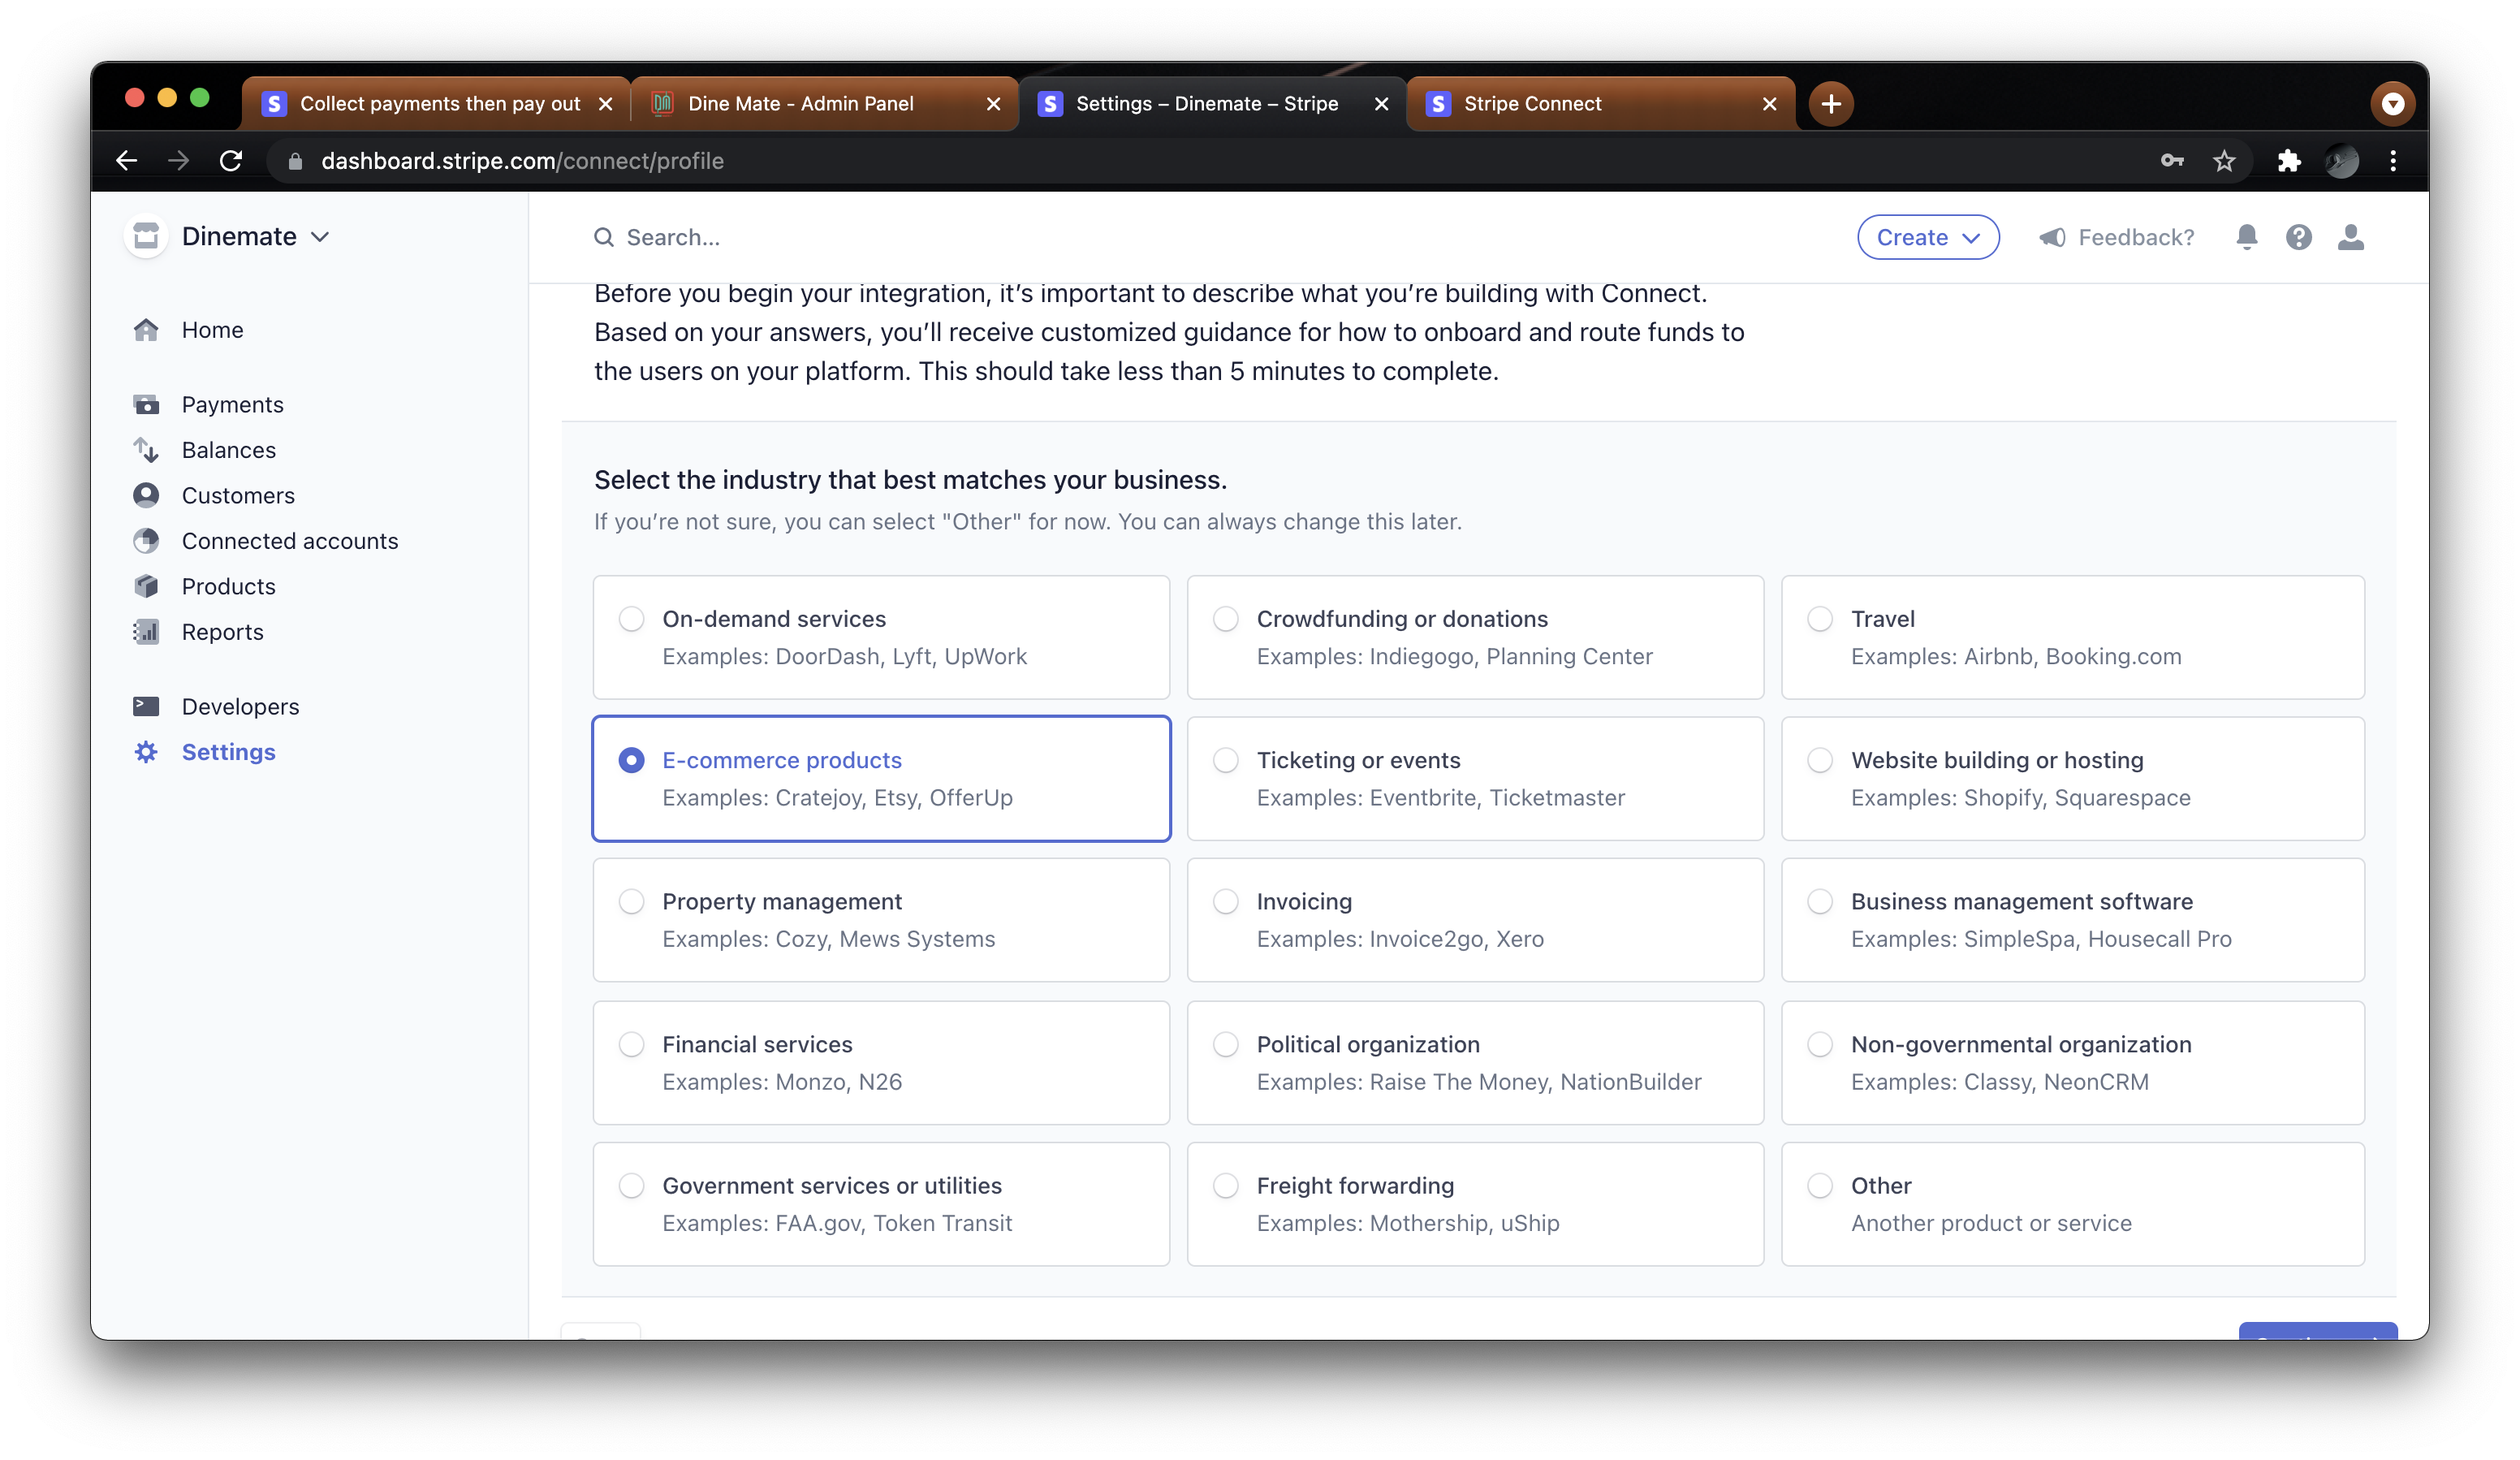 Collect payments then pay out
Dine Mate - Admin Panel
Settings – Dinemate – Stripe
Stripe Connect
dashboard.stripe.com/connect/profile
Dinemate
Search...
Create
Feedback?
Home
Payments
Balances
Customers
Connected accounts
Products
Reports
Developers
Settings
Before you begin your integration, it’s important to describe what you’re building with Connect.
Based on your answers, you’ll receive customized guidance for how to onboard and route funds to
the users on your platform. This should take less than 5 minutes to complete.
Select the industry that best matches your business.
If you’re not sure, you can select "Other" for now. You can always change this later.
On-demand services
Examples: DoorDash, Lyft, UpWork
Crowdfunding or donations
Examples: Indiegogo, Planning Center
Travel
Examples: Airbnb, Booking.com
E-commerce products
Examples: Cratejoy, Etsy, OfferUp
Ticketing or events
Examples: Eventbrite, Ticketmaster
Website building or hosting
Examples: Shopify, Squarespace
Property management
Examples: Cozy, Mews Systems
Invoicing
Examples: Invoice2go, Xero
Business management software
Examples: SimpleSpa, Housecall Pro
Financial services
Examples: Monzo, N26
Political organization
Examples: Raise The Money, NationBuilder
Non-governmental organization
Examples: Classy, NeonCRM
Government services or utilities
Examples: FAA.gov, Token Transit
Freight forwarding
Examples: Mothership, uShip
Other
Another product or service